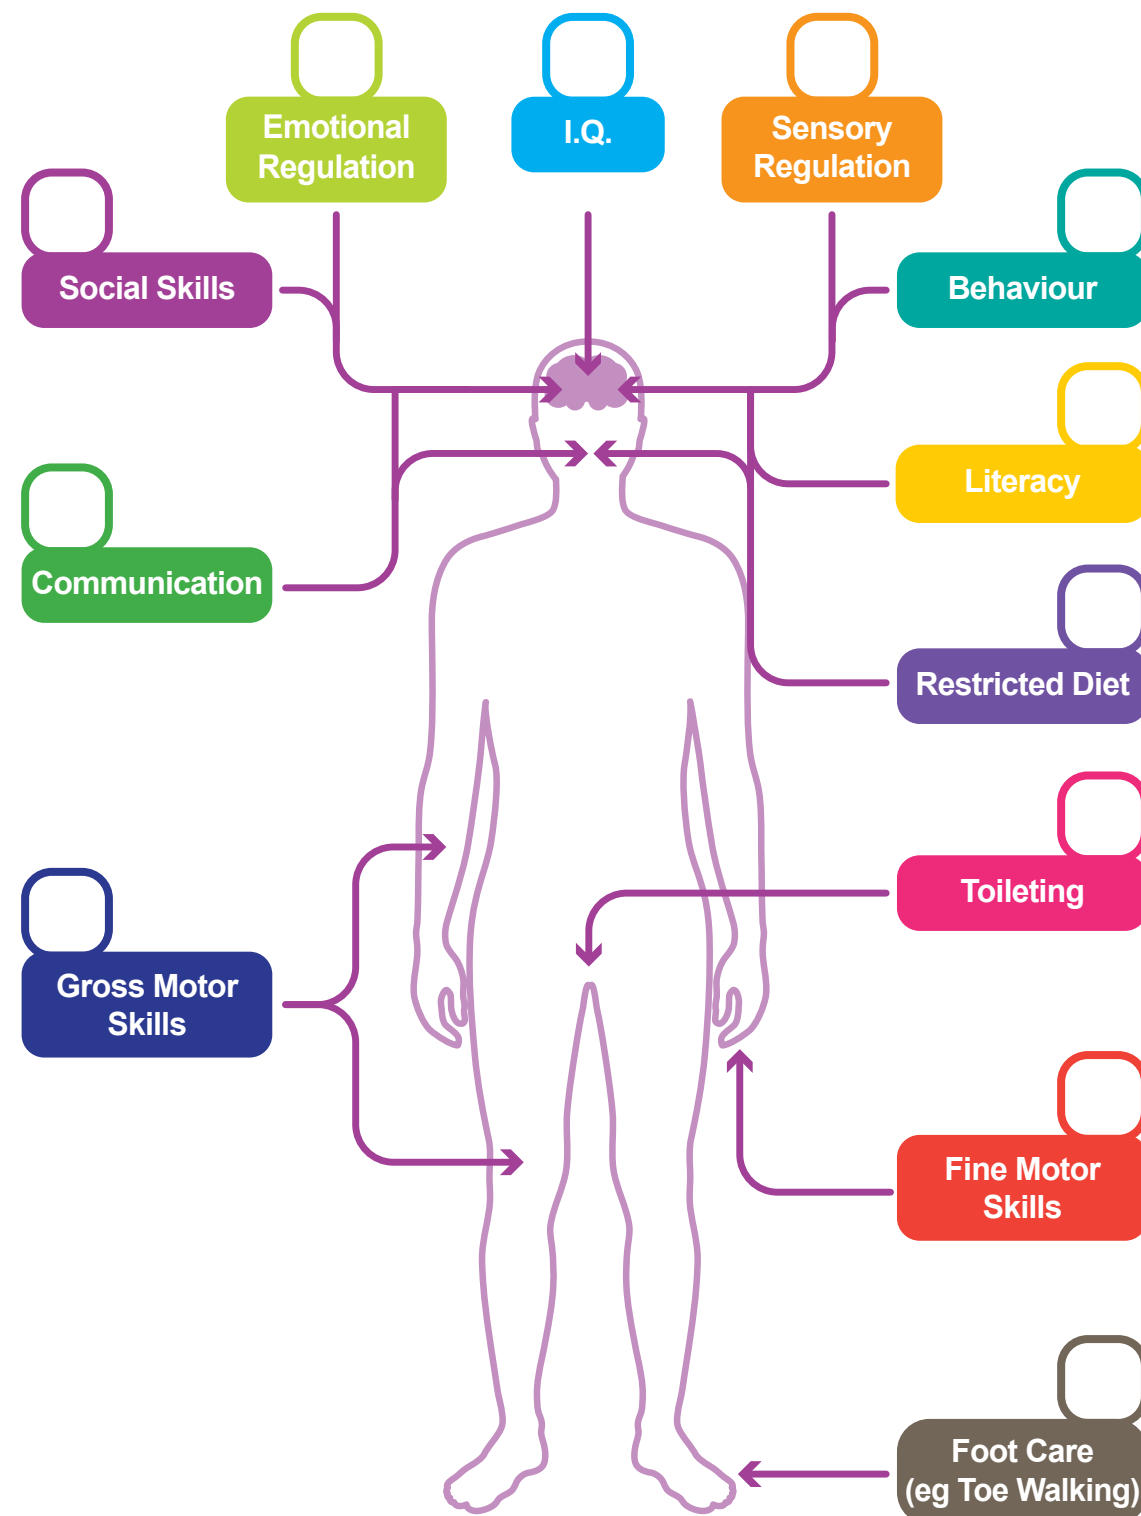 Emotional
Regulation
I.Q.
Sensory
Regulation
Social Skills
Behaviour
Literacy
Communication
Restricted Diet
Toileting
Gross Motor
Skills
Fine Motor
Skills
Foot Care
(eg Toe Walking)